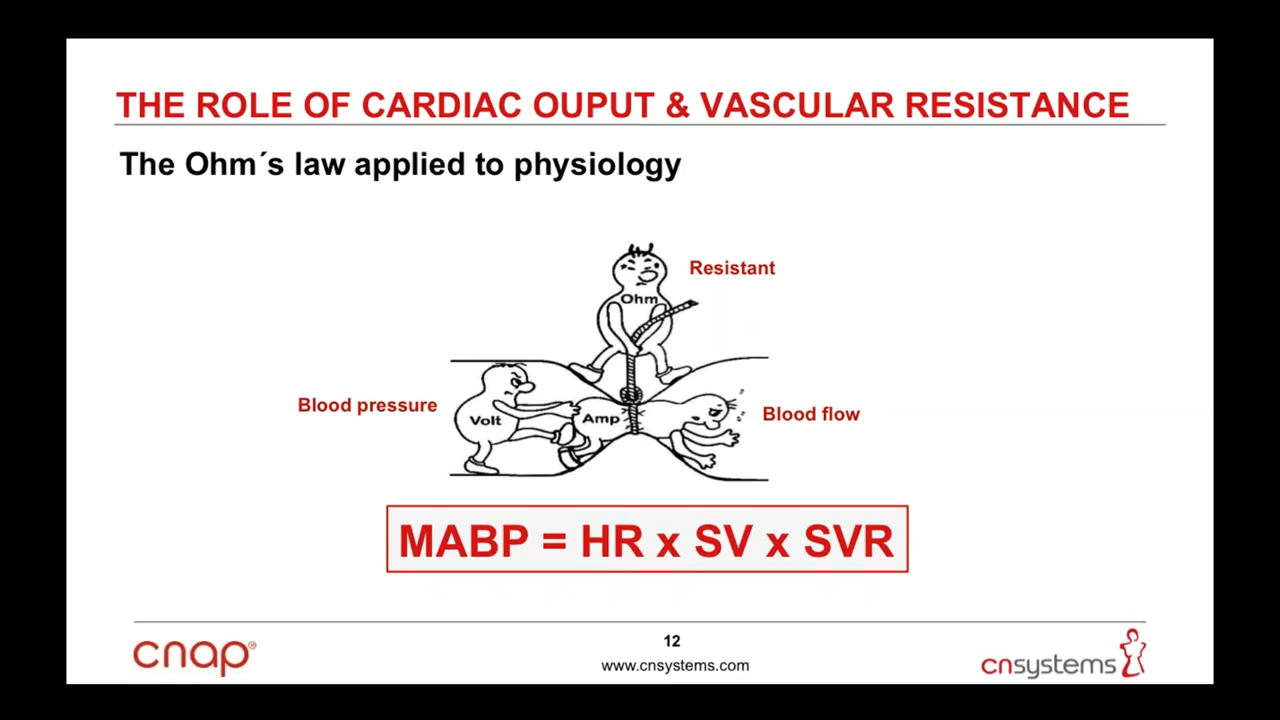 THE ROLE OF CARDIAC OUPUT & VASCULAR RESISTANCE
The Ohm´s law applied to physiology
Resistant
Ohm
Blood pressure
Volt
Amp
Blood flow
MABP = HR x SV x SVR
cnap®
12
www.cnsystems.com
cnsystems